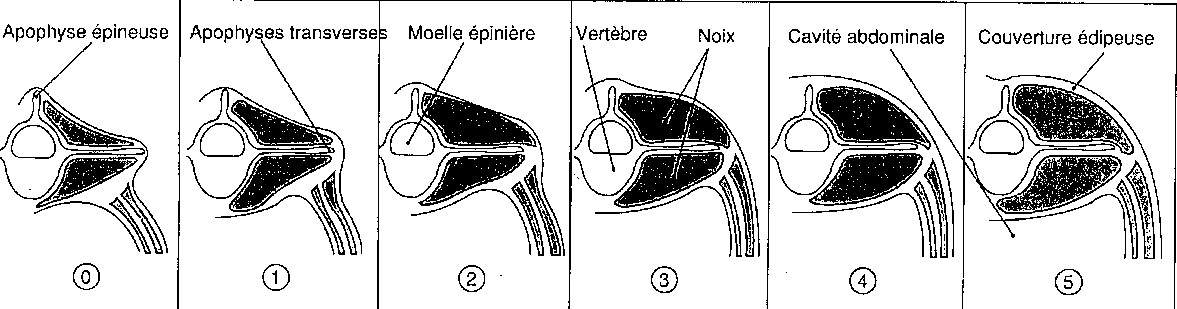 Apophyse épineuse
Apophyses transverses
Moelle épinière
Vertèbre
Noix
Cavité abdominale
Couverture édipeuse
0
1
2
3
4
5